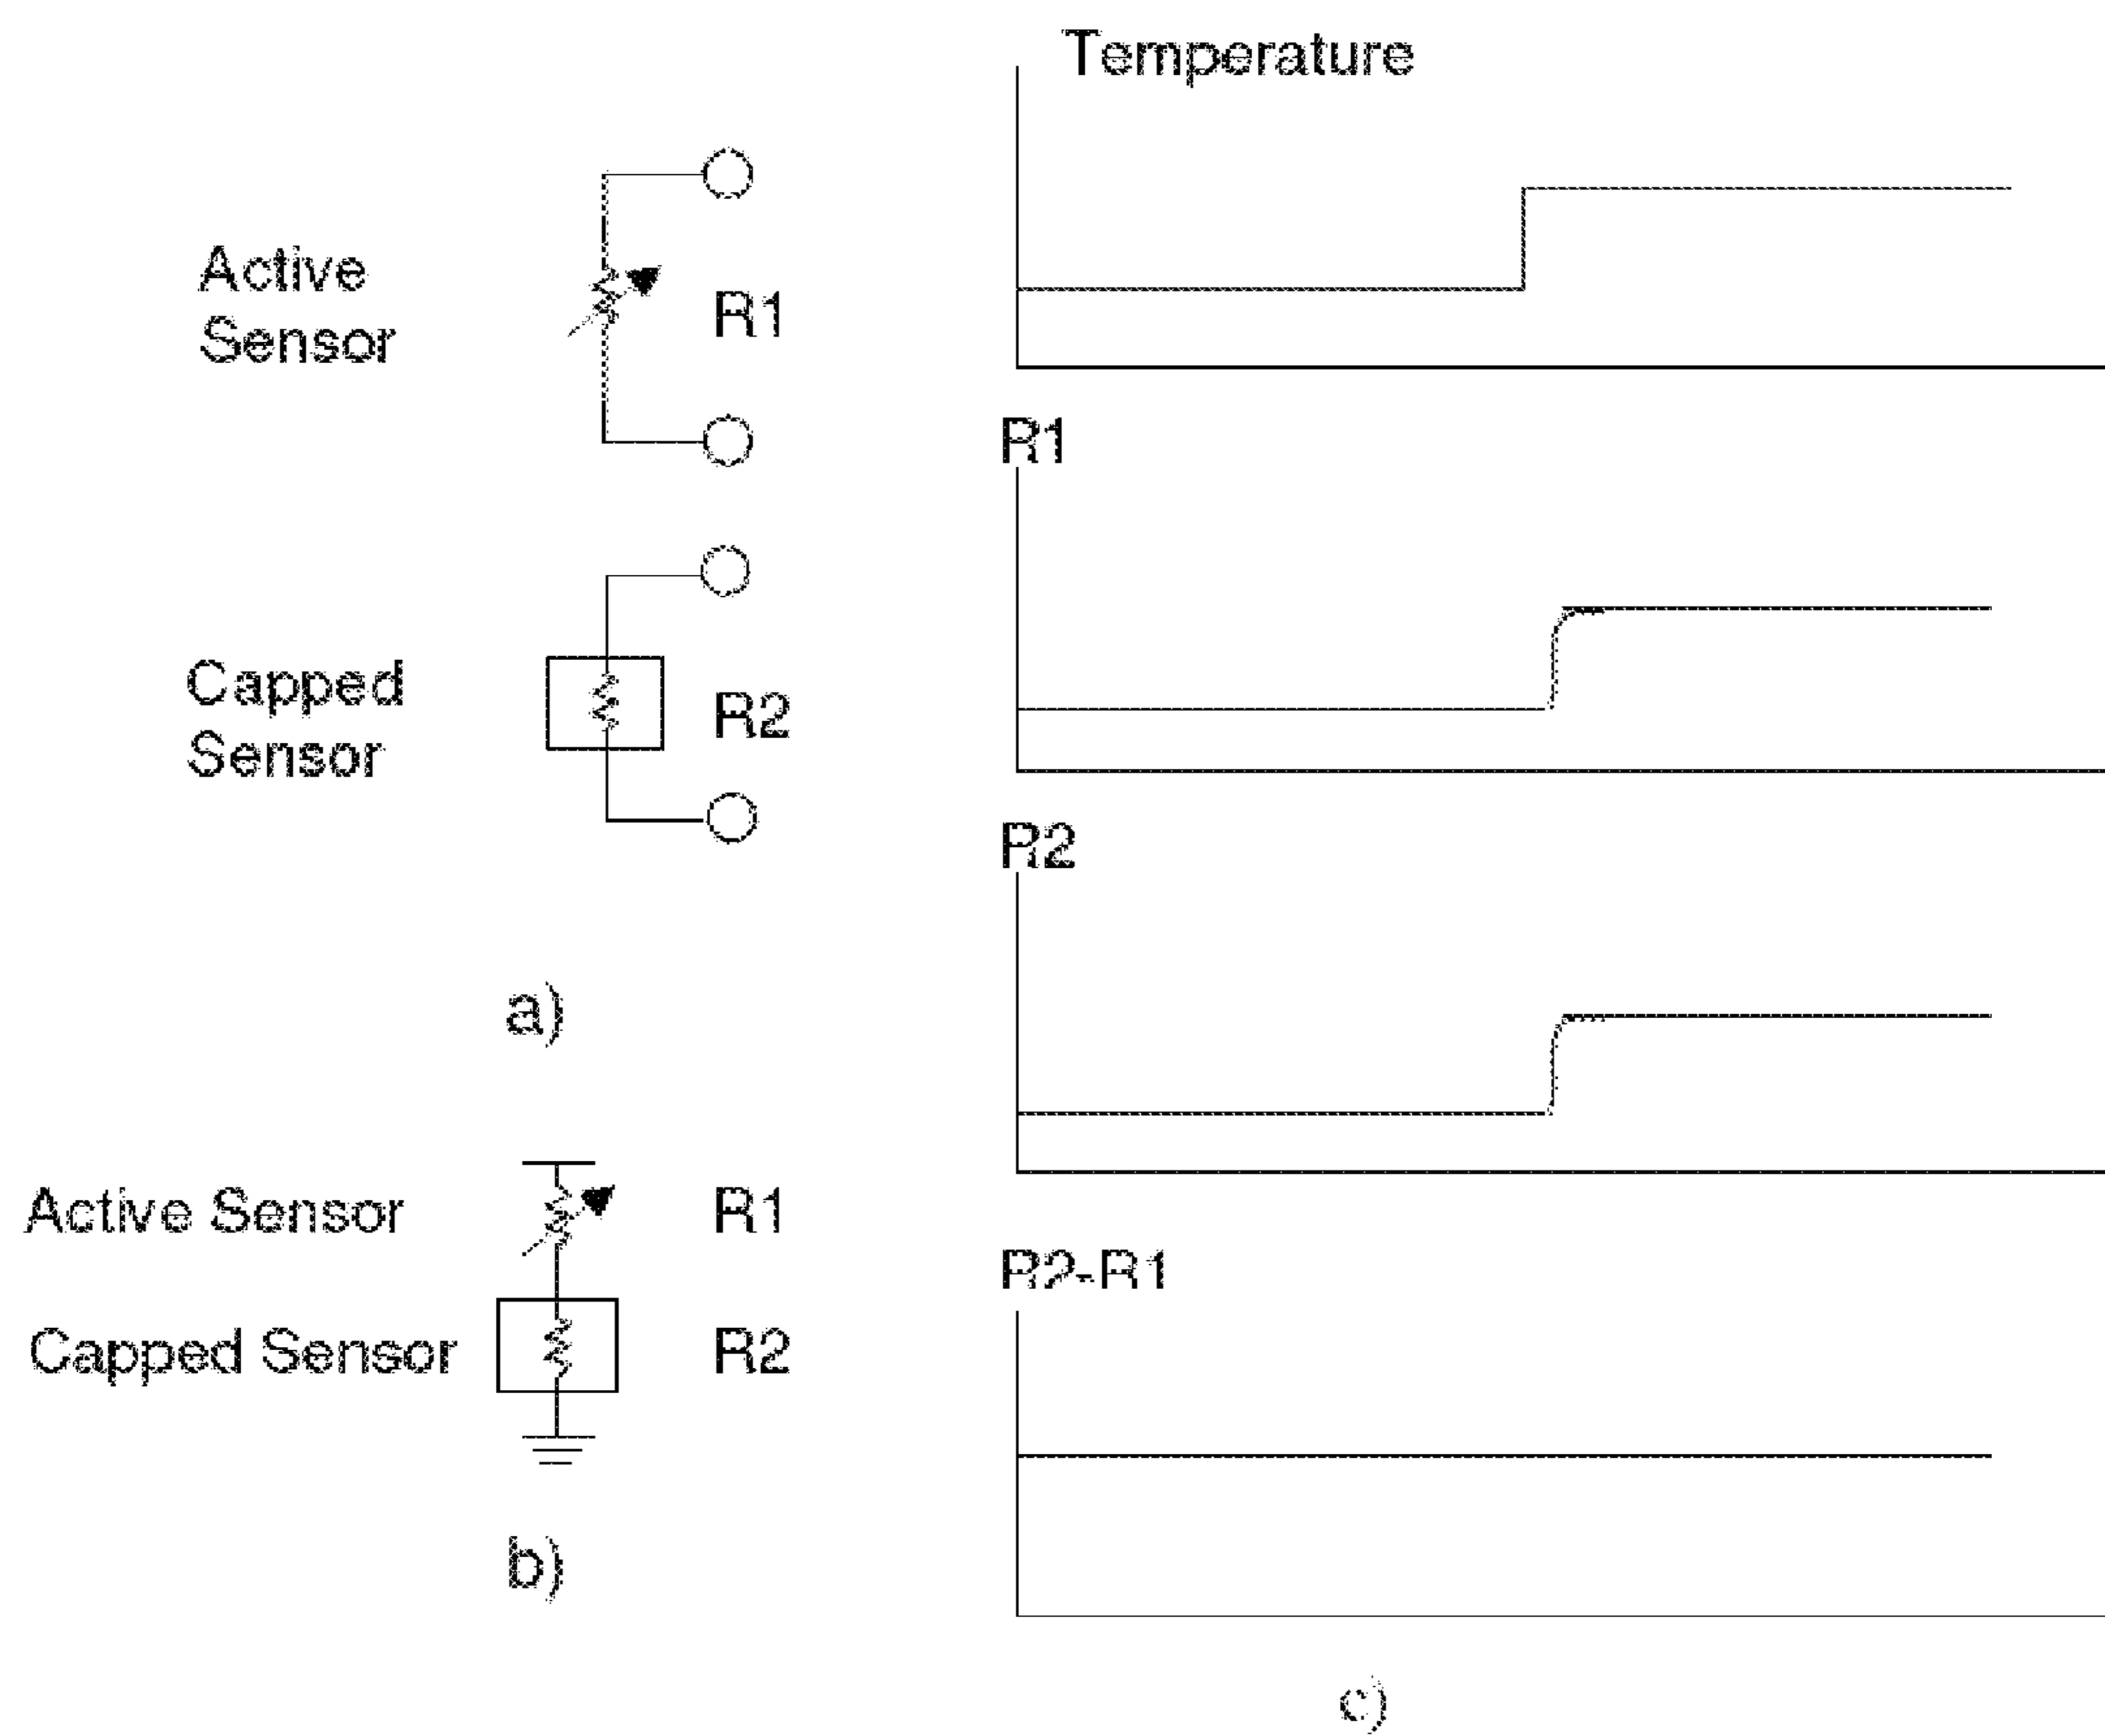 Active
Sensor
R1
Capped
Sensor
R2
a)
Active Sensor
R1
Capped Sensor
R2
b)
Temperature
R1
R2
R2-R1
c)